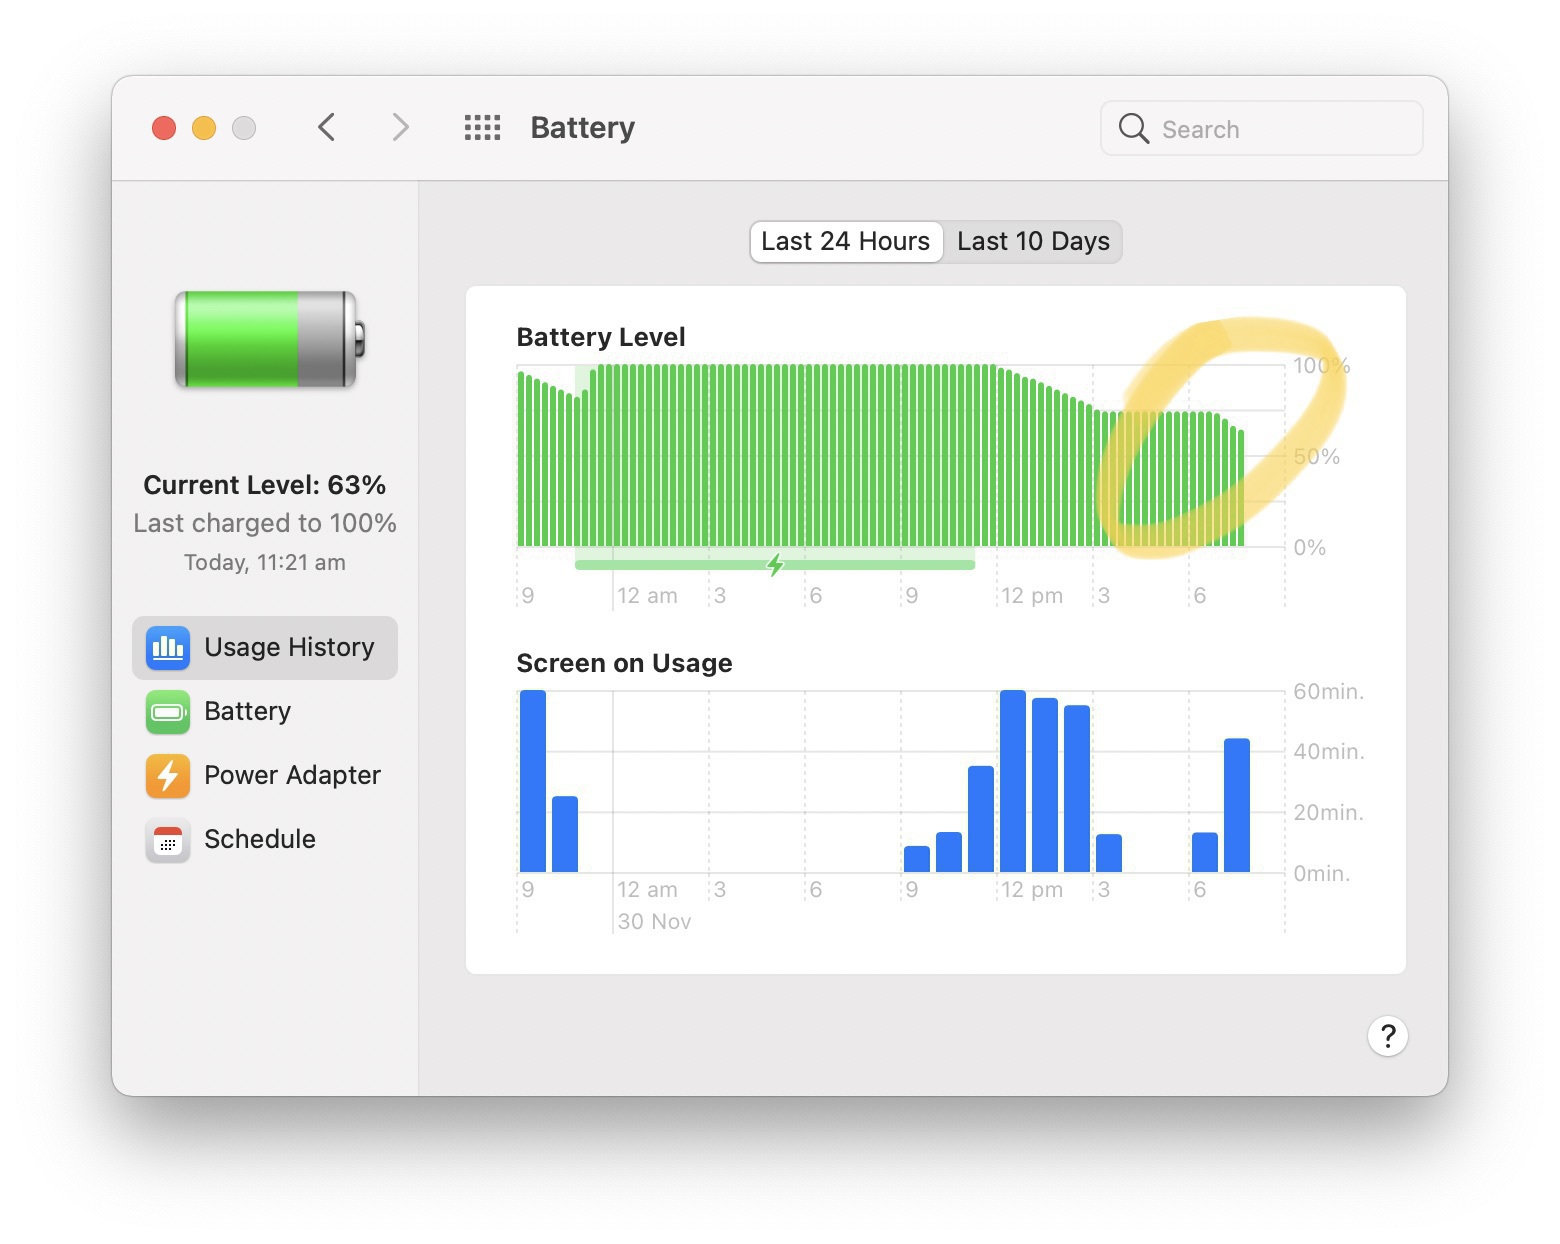 Battery
Search
Last 24 Hours
Last 10 Days
Current Level: 63%
Last charged to 100%
Today, 11:21 am
Usage History
Battery
Power Adapter
Schedule
Battery Level
100%
50%
0%
9 12 am 3 6 9 12 pm 3 6
Screen on Usage
60min.
40min.
20min.
0min.
9 12 am 3 6 9 12 pm 3 6
30 Nov
?